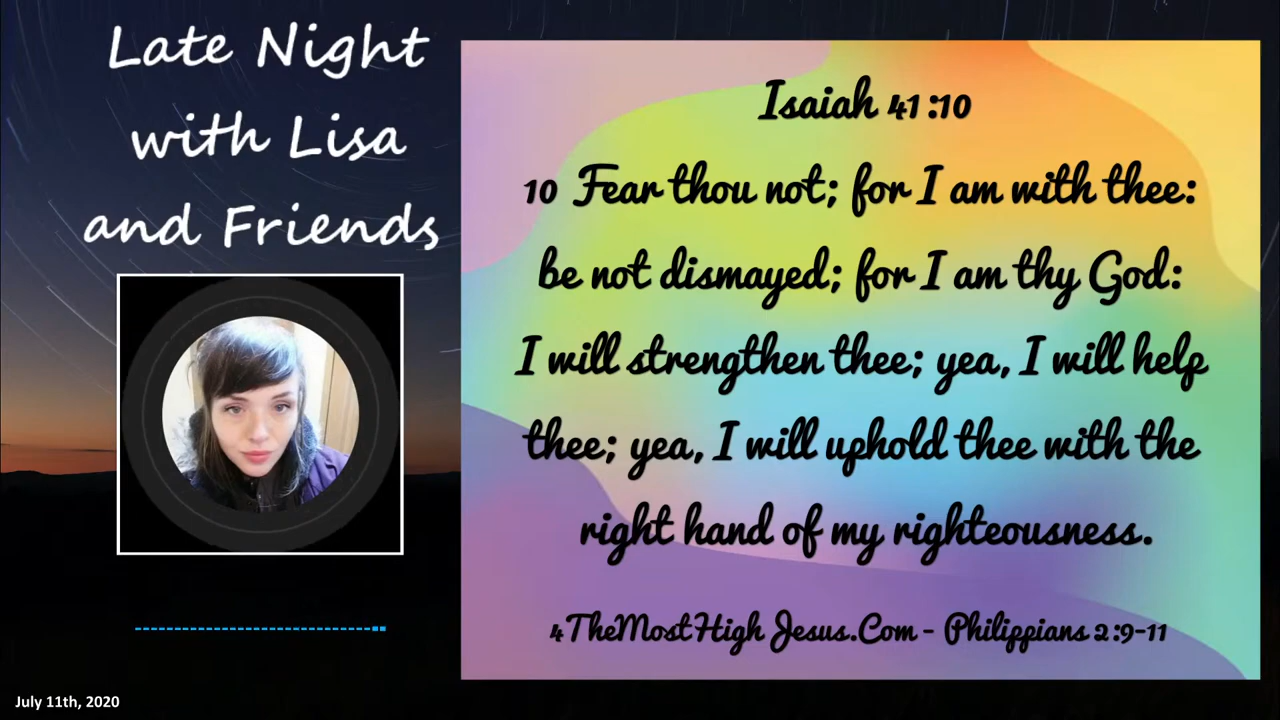 Late Night
with Lisa
and Friends
Isaiah 41:10
10 Fear thou not; for I am with thee:
be not dismayed; for I am thy God:
I will strengthen thee; yea, I will help
thee; yea, I will uphold thee with the
right hand of my righteousness.
4TheMostHigh Jesus.Com - Philippians 2:9-11
July 11th, 2020